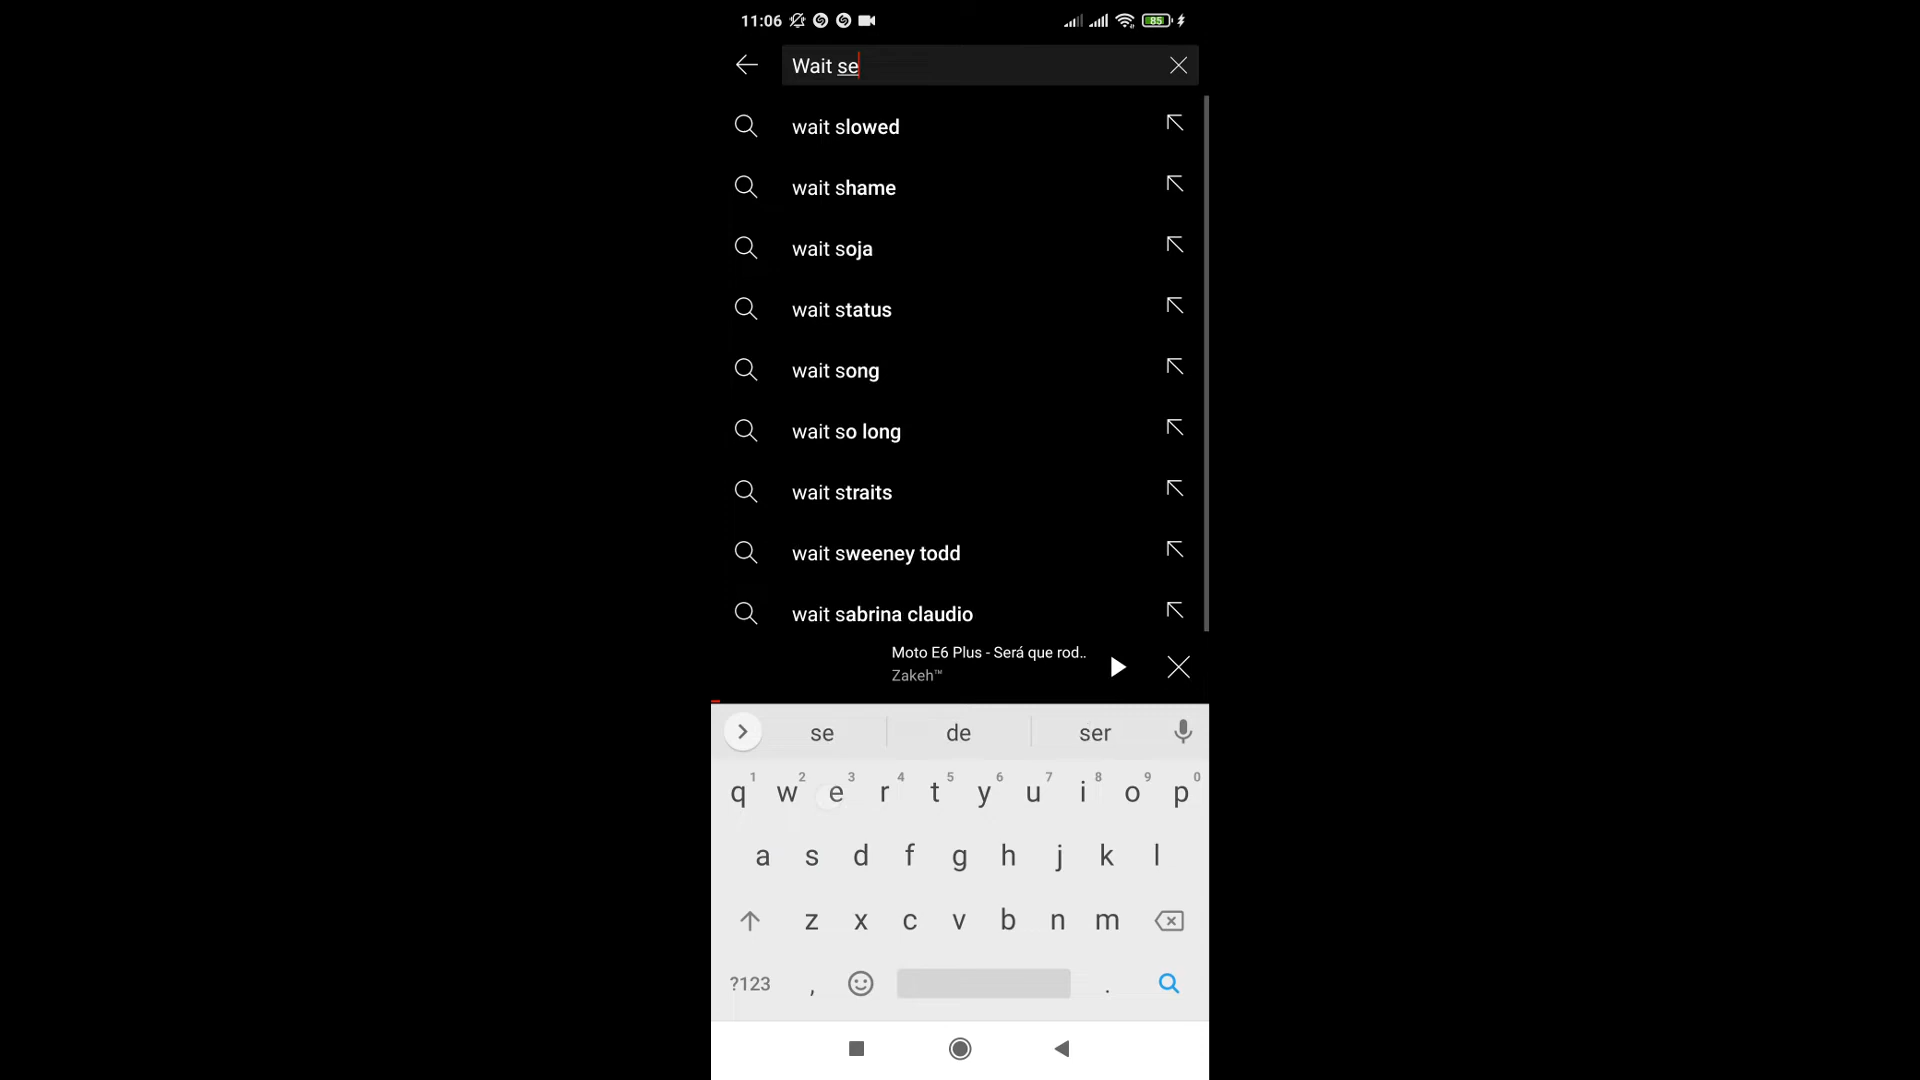 11:06
85
Wait se
wait slowed
wait shame
wait soja
wait status
wait song
wait so long
wait straits
wait sweeney todd
wait sabrina claudio
Moto E6 Plus - Será que rod..
Zakeh™
se de ser
1 2 3 4 5 6 7 8 9 0
q w e r t y u i o p
a s d f g h j k l
z x c v b n m
?123 , .